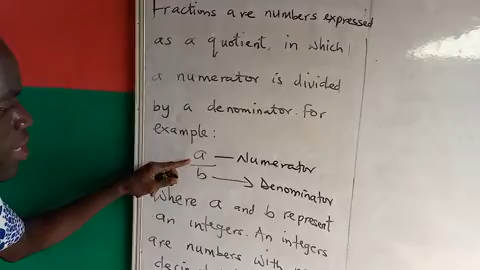 Fractions are numbers expressed
as a quotient, in which
a numerator is divided
by a denominator. For
example:
a — Numerator
b → Denominator
Where a and b represent
an integers. An integers
are numbers with